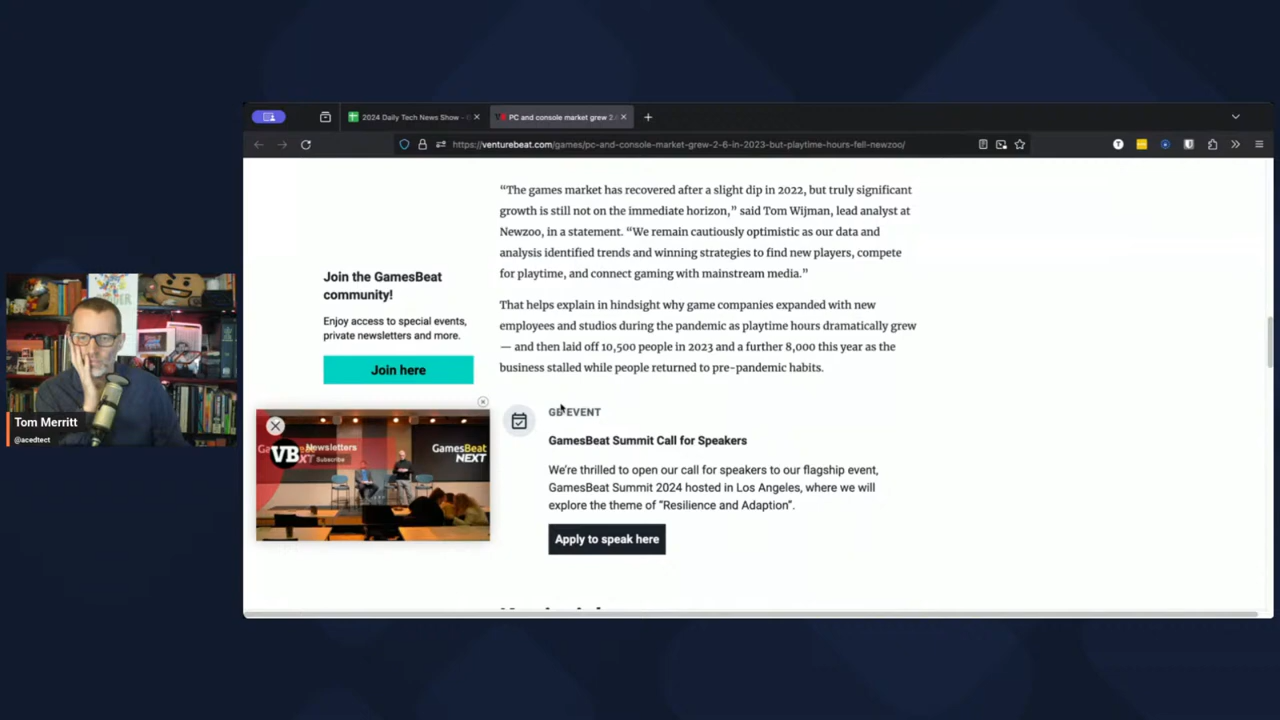 2024 Daily Tech News Show -
PC and console market grew 2.
https://venturebeat.com/games/pc-and-console-market-grew-2-6-in-2023-but-playtime-hours-fell-newzoo/
“The games market has recovered after a slight dip in 2022, but truly significant
growth is still not on the immediate horizon,” said Tom Wijman, lead analyst at
Newzoo, in a statement. “We remain cautiously optimistic as our data and
analysis identified trends and winning strategies to find new players, compete
for playtime, and connect gaming with mainstream media.”
That helps explain in hindsight why game companies expanded with new
employees and studios during the pandemic as playtime hours dramatically grew
— and then laid off 10,500 people in 2023 and a further 8,000 this year as the
business stalled while people returned to pre-pandemic habits.
Join the GamesBeat
community!
Enjoy access to special events,
private newsletters and more.
Join here
VB
Newsletters
Subscribe
GamesBeat
NEXT
GB EVENT
GamesBeat Summit Call for Speakers
We're thrilled to open our call for speakers to our flagship event,
GamesBeat Summit 2024 hosted in Los Angeles, where we will
explore the theme of “Resilience and Adaption”.
Apply to speak here
Tom Merritt
@acedtect